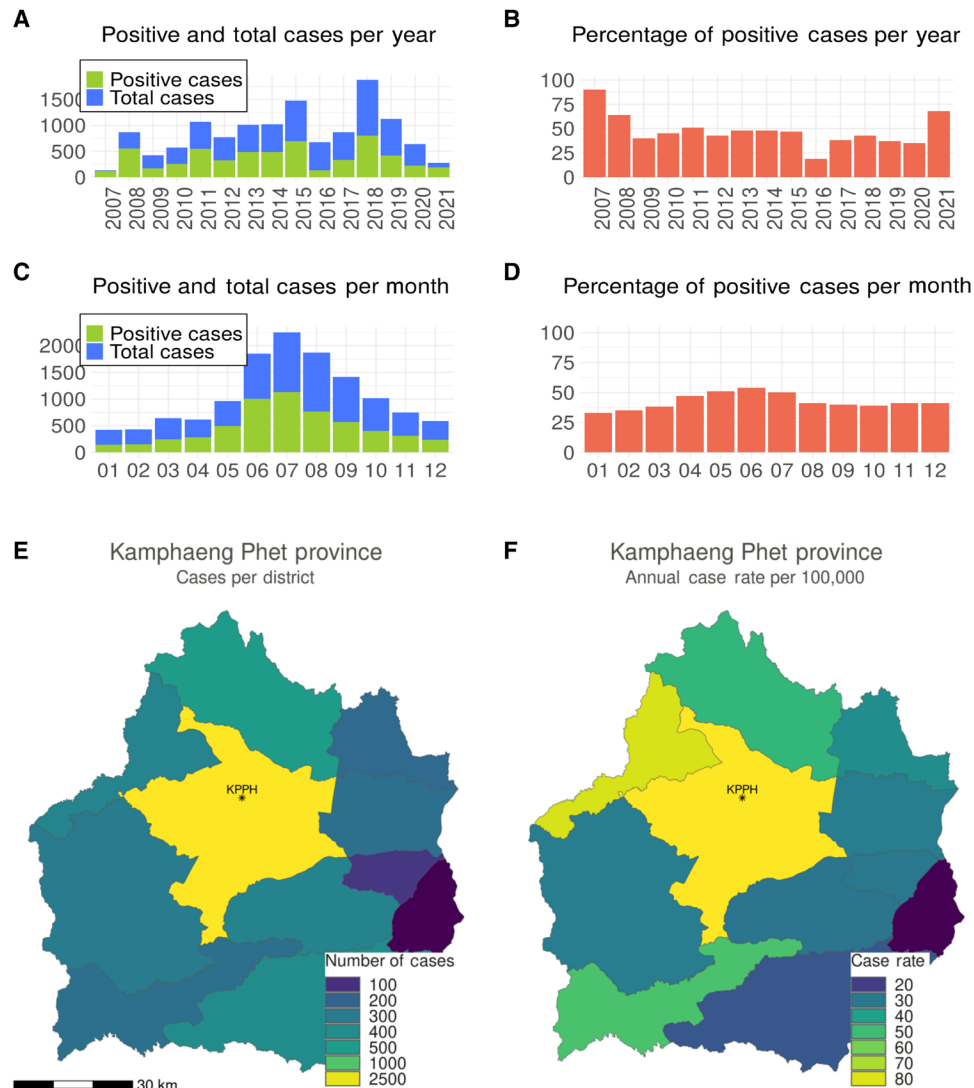 A
Positive and total cases per year
Positive cases
Total cases
1500
1000
500
0
2007
2008
2009
2010
2011
2012
2013
2014
2015
2016
2017
2018
2019
2020
2021
B
Percentage of positive cases per year
100
75
50
25
0
2007
2008
2009
2010
2011
2012
2013
2014
2015
2016
2017
2018
2019
2020
2021
C
Positive and total cases per month
Positive cases
Total cases
2000
1500
1000
500
0
01 02 03 04 05 06 07 08 09 10 11 12
D
Percentage of positive cases per month
100
75
50
25
0
01 02 03 04 05 06 07 08 09 10 11 12
E
Kamphaeng Phet province
Cases per district
KPPH
Number of cases
100
200
300
400
500
1000
2500
30 km
F
Kamphaeng Phet province
Annual case rate per 100,000
KPPH
Case rate
20
30
40
50
60
70
80